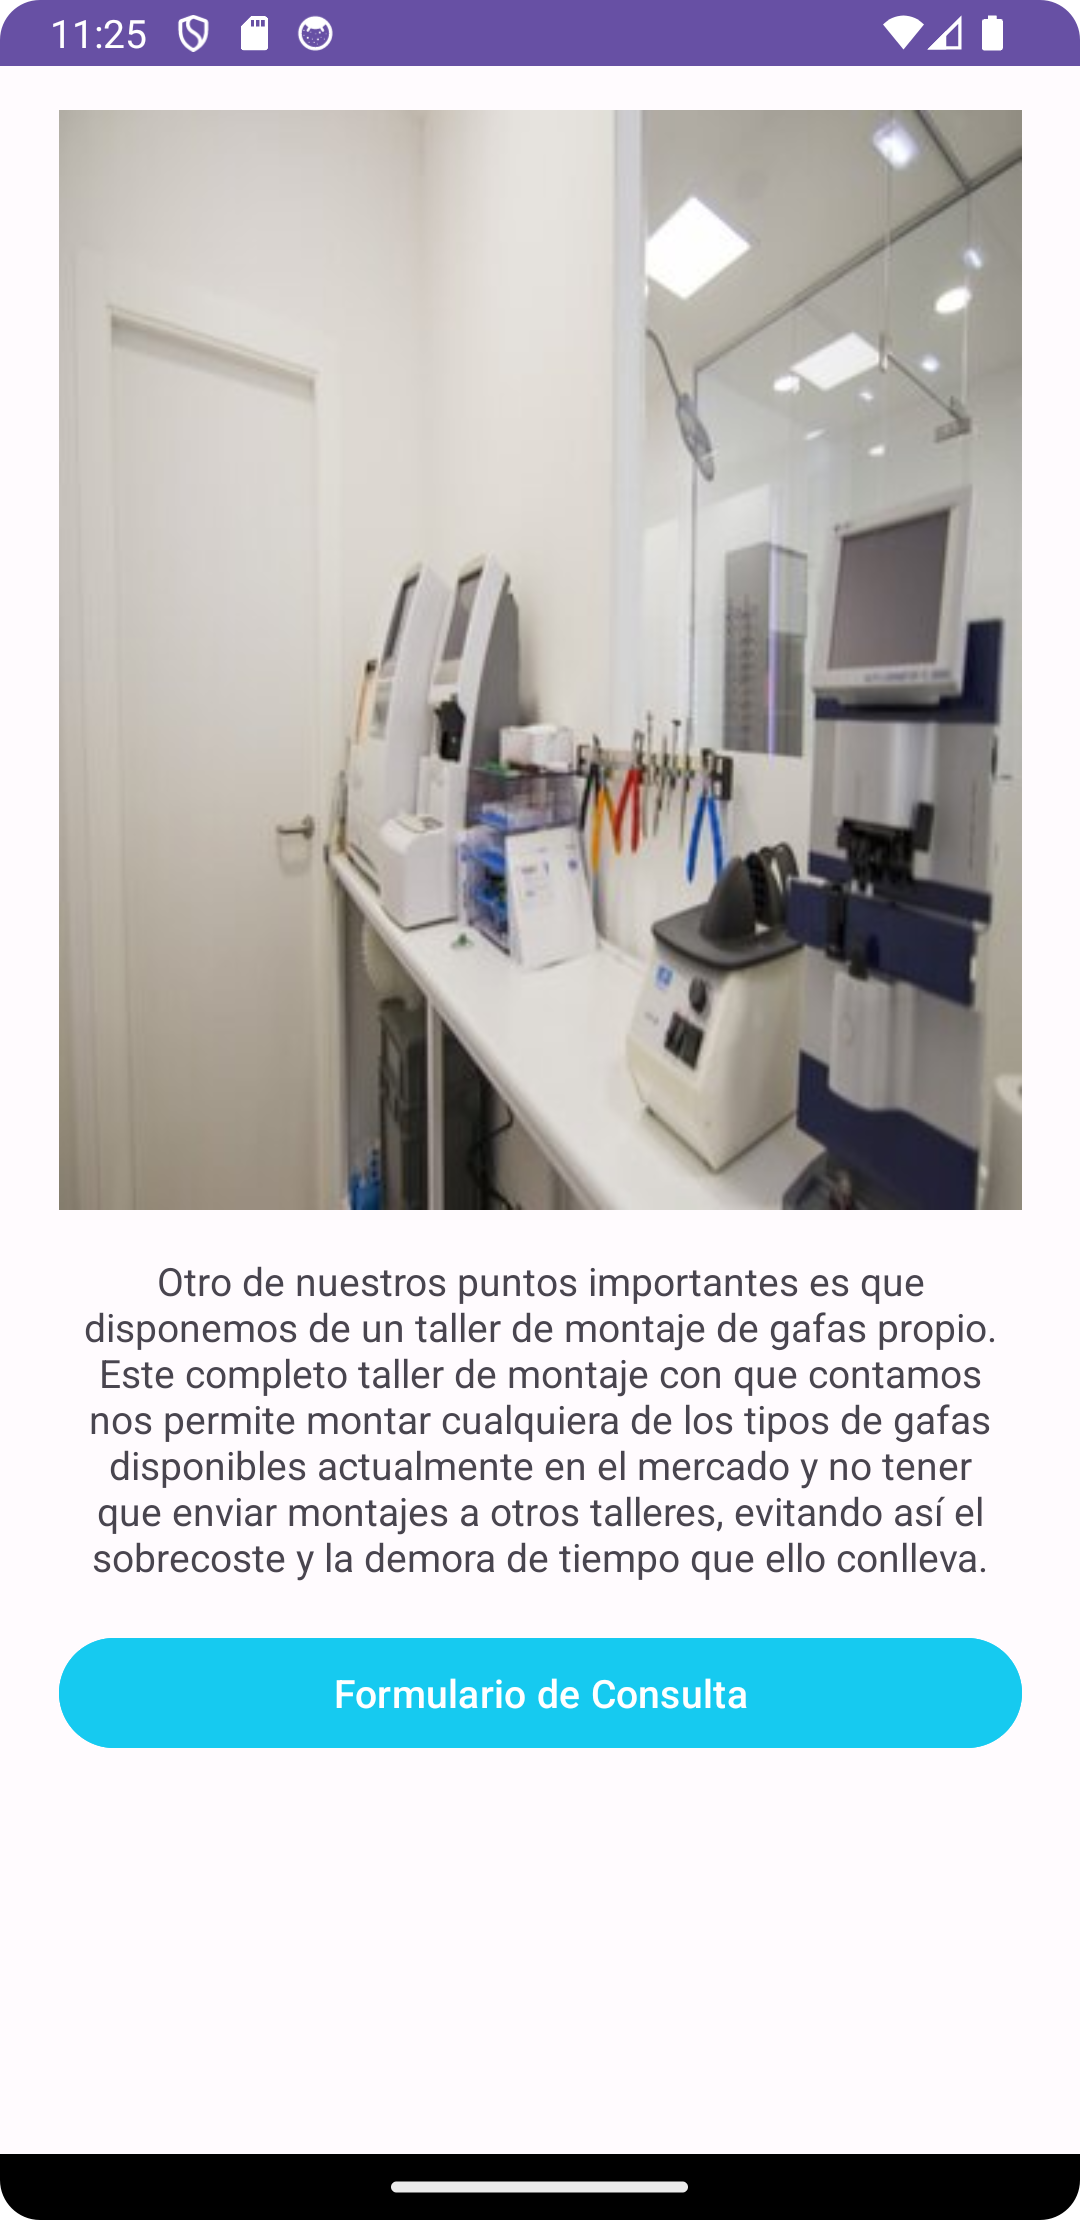 11:25
Otro de nuestros puntos importantes es que
disponemos de un taller de montaje de gafas propio.
Este completo taller de montaje con que contamos
nos permite montar cualquiera de los tipos de gafas
disponibles actualmente en el mercado y no tener
que enviar montajes a otros talleres, evitando así el
sobrecoste y la demora de tiempo que ello conlleva.
Formulario de Consulta